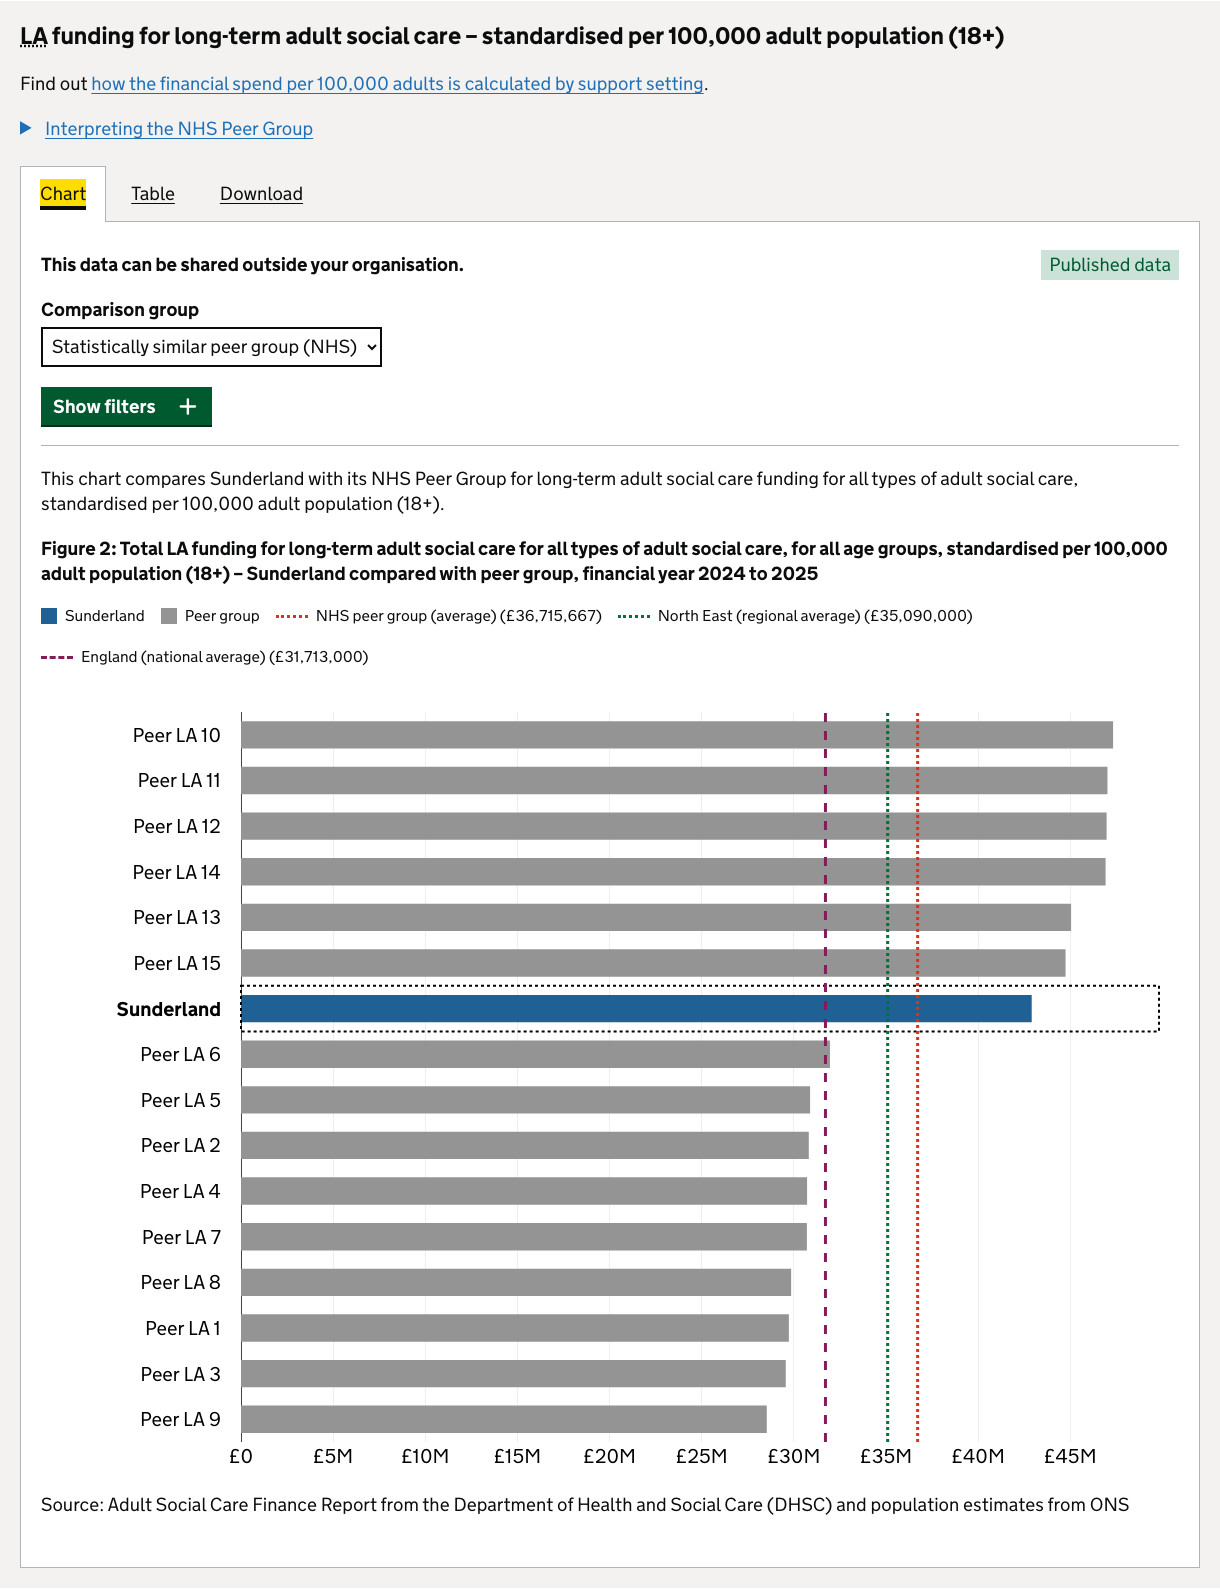 LA funding for long-term adult social care – standardised per 100,000 adult population (18+)
Find out how the financial spend per 100,000 adults is calculated by support setting.
Interpreting the NHS Peer Group
Chart Table Download
This data can be shared outside your organisation. Published data
Comparison group
Statistically similar peer group (NHS)
Show filters
This chart compares Sunderland with its NHS Peer Group for long-term adult social care funding for all types of adult social care,
standardised per 100,000 adult population (18+).
Figure 2: Total LA funding for long-term adult social care for all types of adult social care, for all age groups, standardised per 100,000
adult population (18+) – Sunderland compared with peer group, financial year 2024 to 2025
Sunderland Peer group NHS peer group (average) (£36,715,667) North East (regional average) (£35,090,000)
England (national average) (£31,713,000)
Peer LA 10
Peer LA 11
Peer LA 12
Peer LA 14
Peer LA 13
Peer LA 15
Sunderland
Peer LA 6
Peer LA 5
Peer LA 2
Peer LA 4
Peer LA 7
Peer LA 8
Peer LA 1
Peer LA 3
Peer LA 9
£0 £5M £10M £15M £20M £25M £30M £35M £40M £45M
Source: Adult Social Care Finance Report from the Department of Health and Social Care (DHSC) and population estimates from ONS